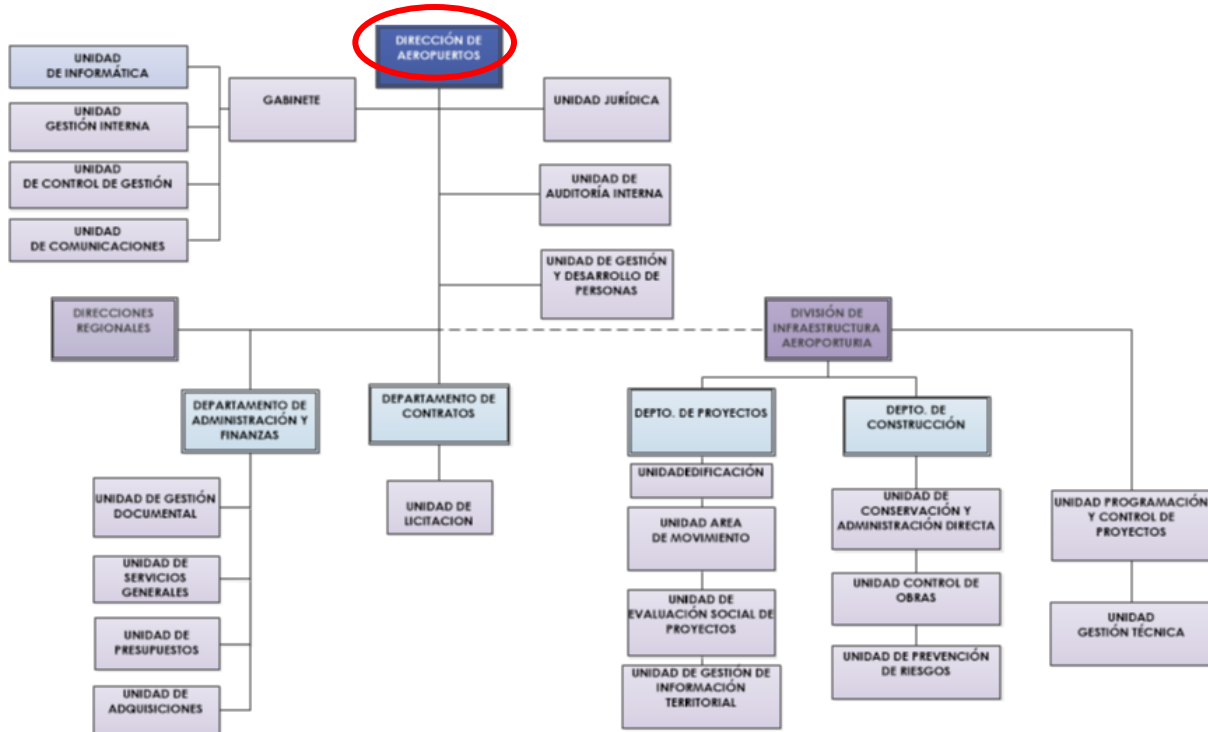 DIRECCIÓN DE
AEROPUERTOS
UNIDAD
DE INFORMÁTICA
UNIDAD
GESTIÓN INTERNA
UNIDAD
DE CONTROL DE GESTIÓN
UNIDAD
DE COMUNICACIONES
GABINETE
UNIDAD JURÍDICA
UNIDAD DE
AUDITORÍA INTERNA
UNIDAD DE GESTIÓN
Y DESARROLLO DE
PERSONAS
DIRECCIONES
REGIONALES
DIVISIÓN DE
INFRAESTRUCTURA
AEROPORTURIA
DEPARTAMENTO DE
ADMINISTRACIÓN Y
FINANZAS
UNIDAD DE GESTIÓN
DOCUMENTAL
UNIDAD DE
SERVICIOS
GENERALES
UNIDAD DE
PRESUPUESTOS
UNIDAD DE
ADQUISICIONES
DEPARTAMENTO DE
CONTRATOS
UNIDAD DE
LICITACION
DEPTO. DE PROYECTOS
UNIDADEDIFICACIÓN
UNIDAD AREA
DE MOVIMIENTO
UNIDAD DE
EVALUACIÓN SOCIAL DE
PROYECTOS
UNIDAD DE GESTIÓN DE
INFORMACIÓN
TERRITORIAL
DEPTO. DE
CONSTRUCCIÓN
UNIDAD DE
CONSERVACIÓN Y
ADMINISTRACIÓN DIRECTA
UNIDAD CONTROL DE
OBRAS
UNIDAD DE PREVENCIÓN
DE RIESGOS
UNIDAD PROGRAMACIÓN
Y CONTROL DE
PROYECTOS
UNIDAD
GESTIÓN TÉCNICA